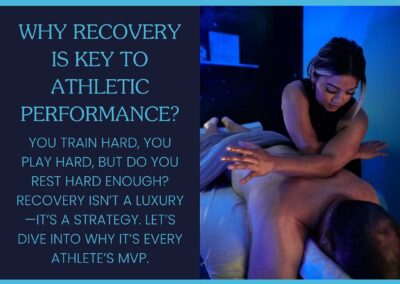 WHY RECOVERY
IS KEY TO
ATHLETIC
PERFORMANCE?
YOU TRAIN HARD, YOU
PLAY HARD, BUT DO YOU
REST HARD ENOUGH?
RECOVERY ISN'T A LUXURY
—IT'S A STRATEGY. LET'S
DIVE INTO WHY IT'S EVERY
ATHLETE'S MVP.